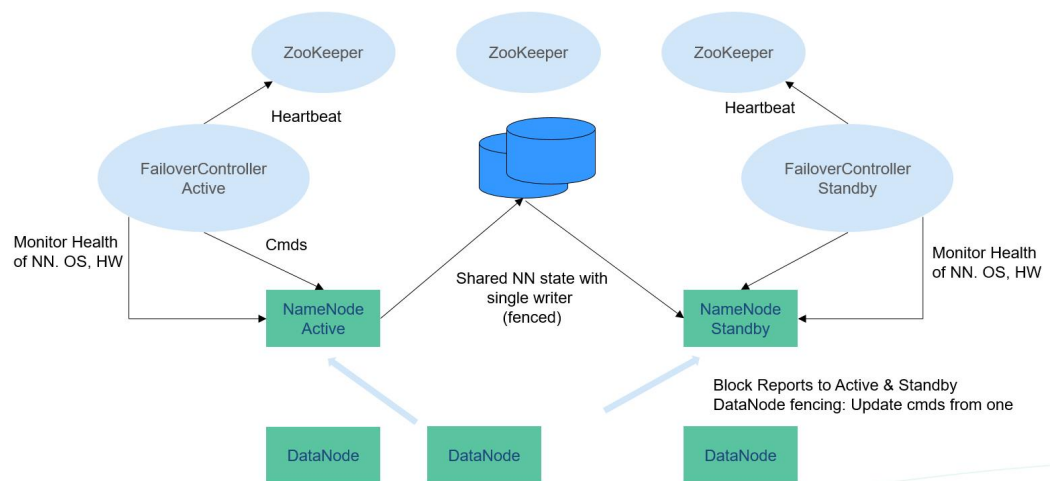 ZooKeeper
ZooKeeper
ZooKeeper
Heartbeat
Heartbeat
FailoverController
Active
FailoverController
Standby
Monitor Health
of NN. OS, HW
Cmds
Monitor Health
of NN. OS, HW
Shared NN state with
single writer
(fenced)
NameNode
Active
NameNode
Standby
Block Reports to Active & Standby
DataNode fencing: Update cmds from one
DataNode
DataNode
DataNode